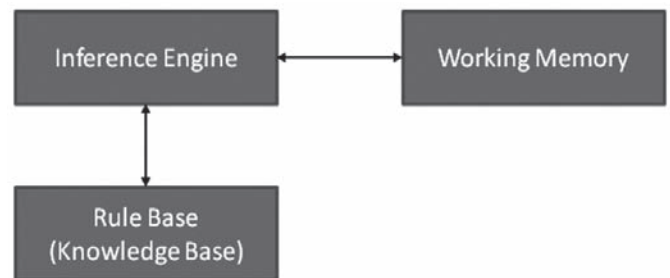 Inference Engine
Working Memory
Rule Base
(Knowledge Base)